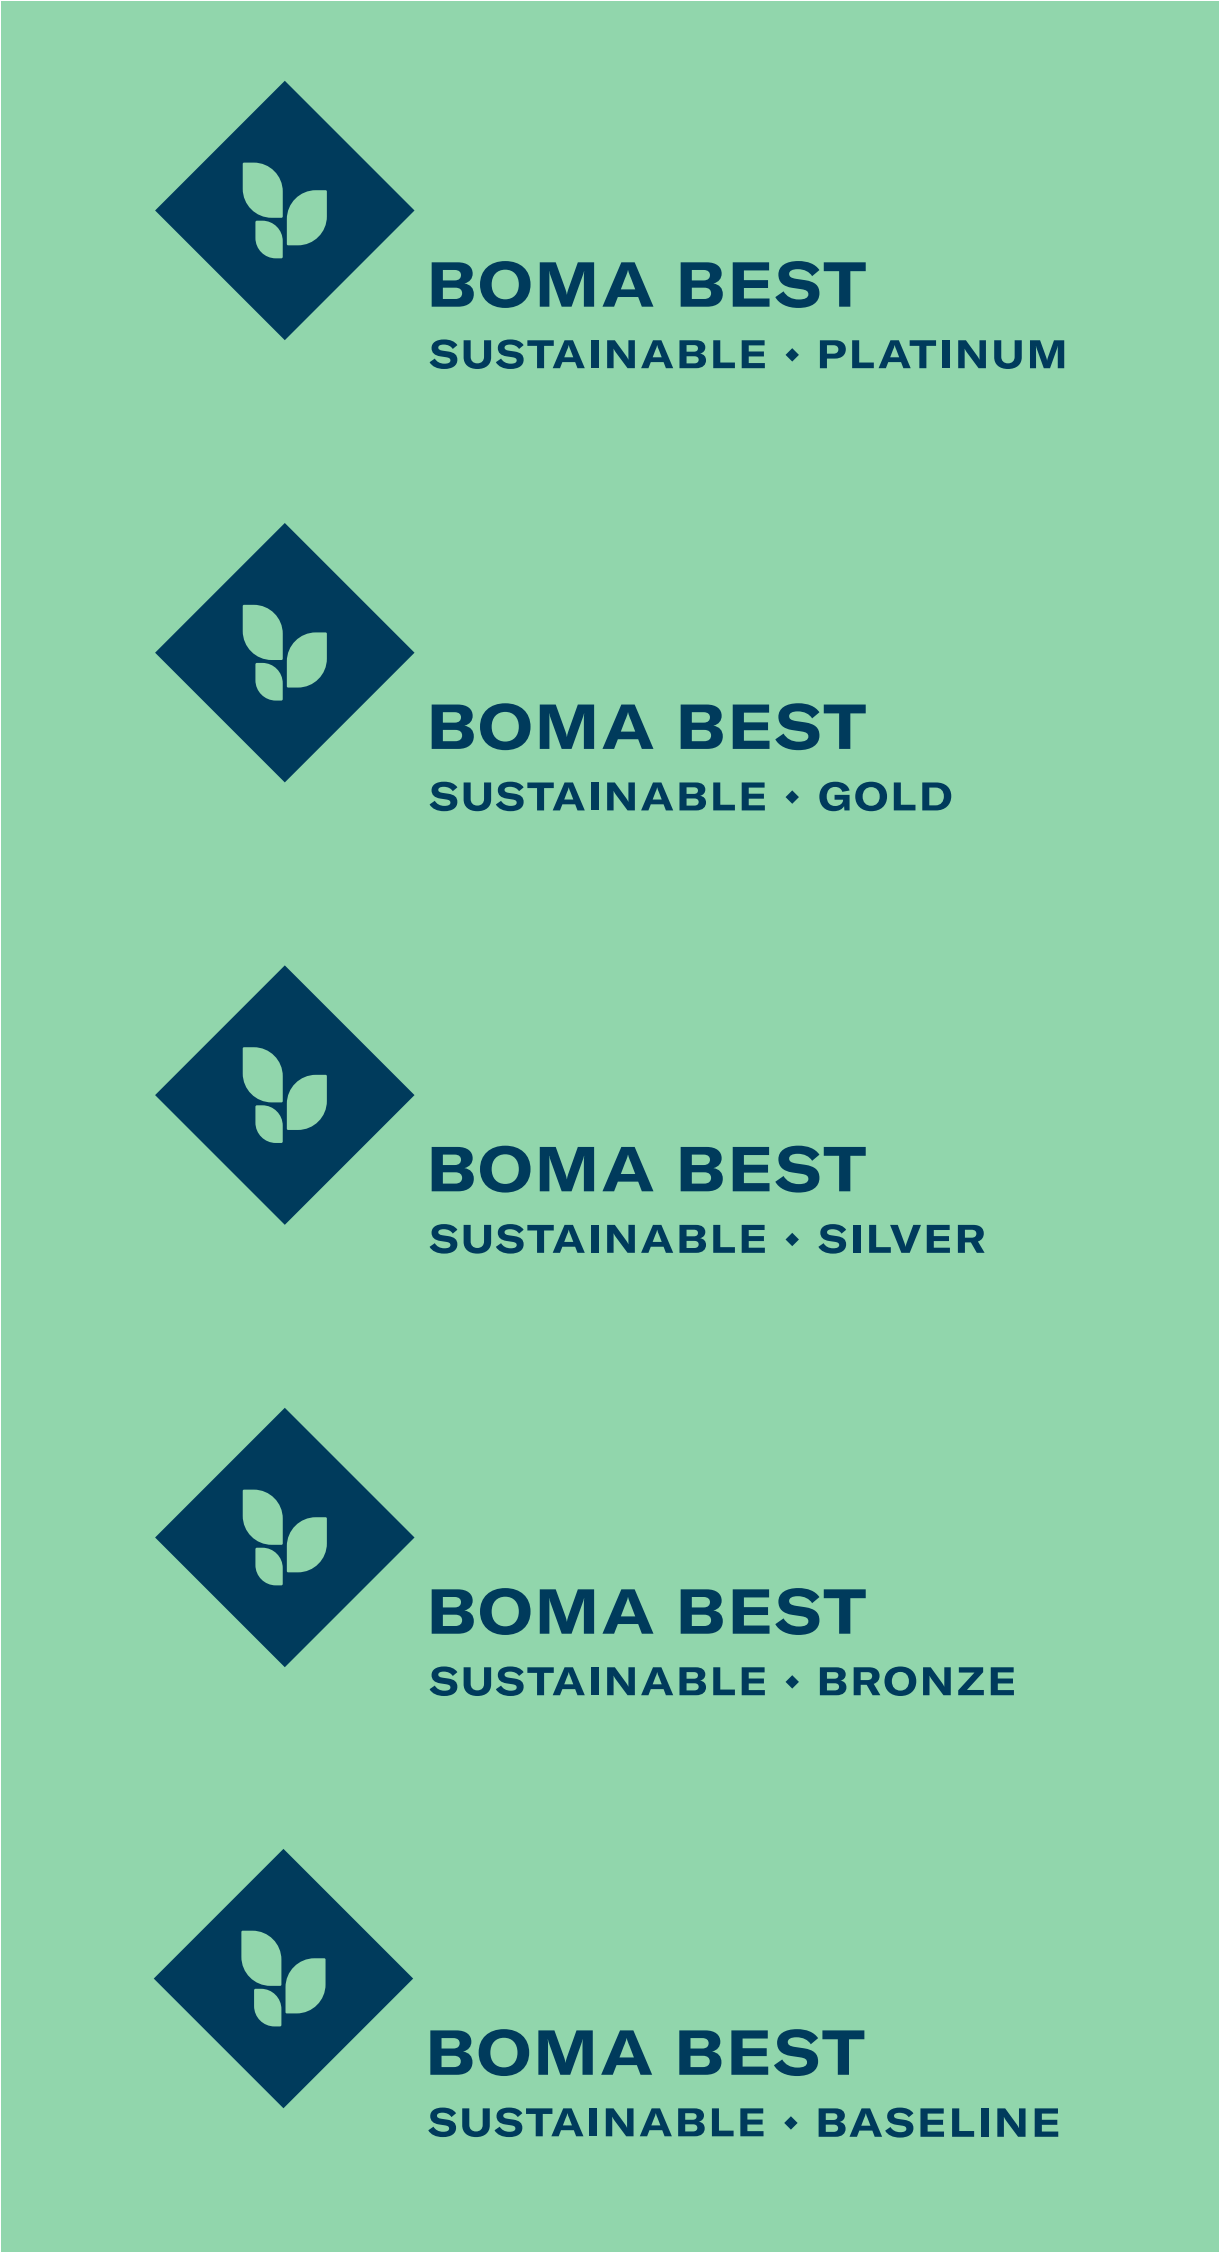 BOMA BEST
SUSTAINABLE ⬥ PLATINUM
BOMA BEST
SUSTAINABLE ⬥ GOLD
BOMA BEST
SUSTAINABLE ⬥ SILVER
BOMA BEST
SUSTAINABLE ⬥ BRONZE
BOMA BEST
SUSTAINABLE ⬥ BASELINE